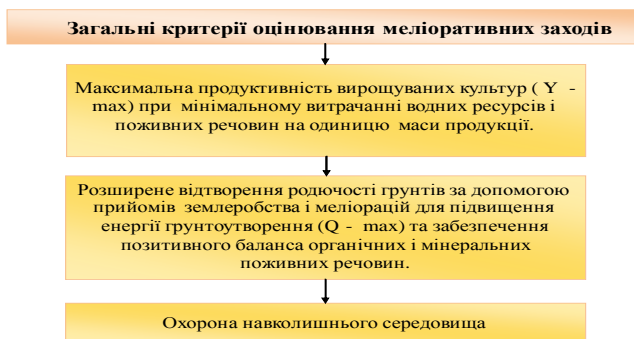 Загальні критерії оцінювання меліоративних заходів
Максимальна продуктивність вирощуваних культур ( Y -
max) при мінімальному витрачанні водних ресурсів і
поживних речовин на одиницю маси продукції.
Розширене відтворення родючості грунтів за допомогою
прийомів землеробства і меліорацій для підвищення
енергії грунтоутворення (Q - max) та забезпечення
позитивного баланса органічних і мінеральних
поживних речовин.
Охорона навколишнього середовища